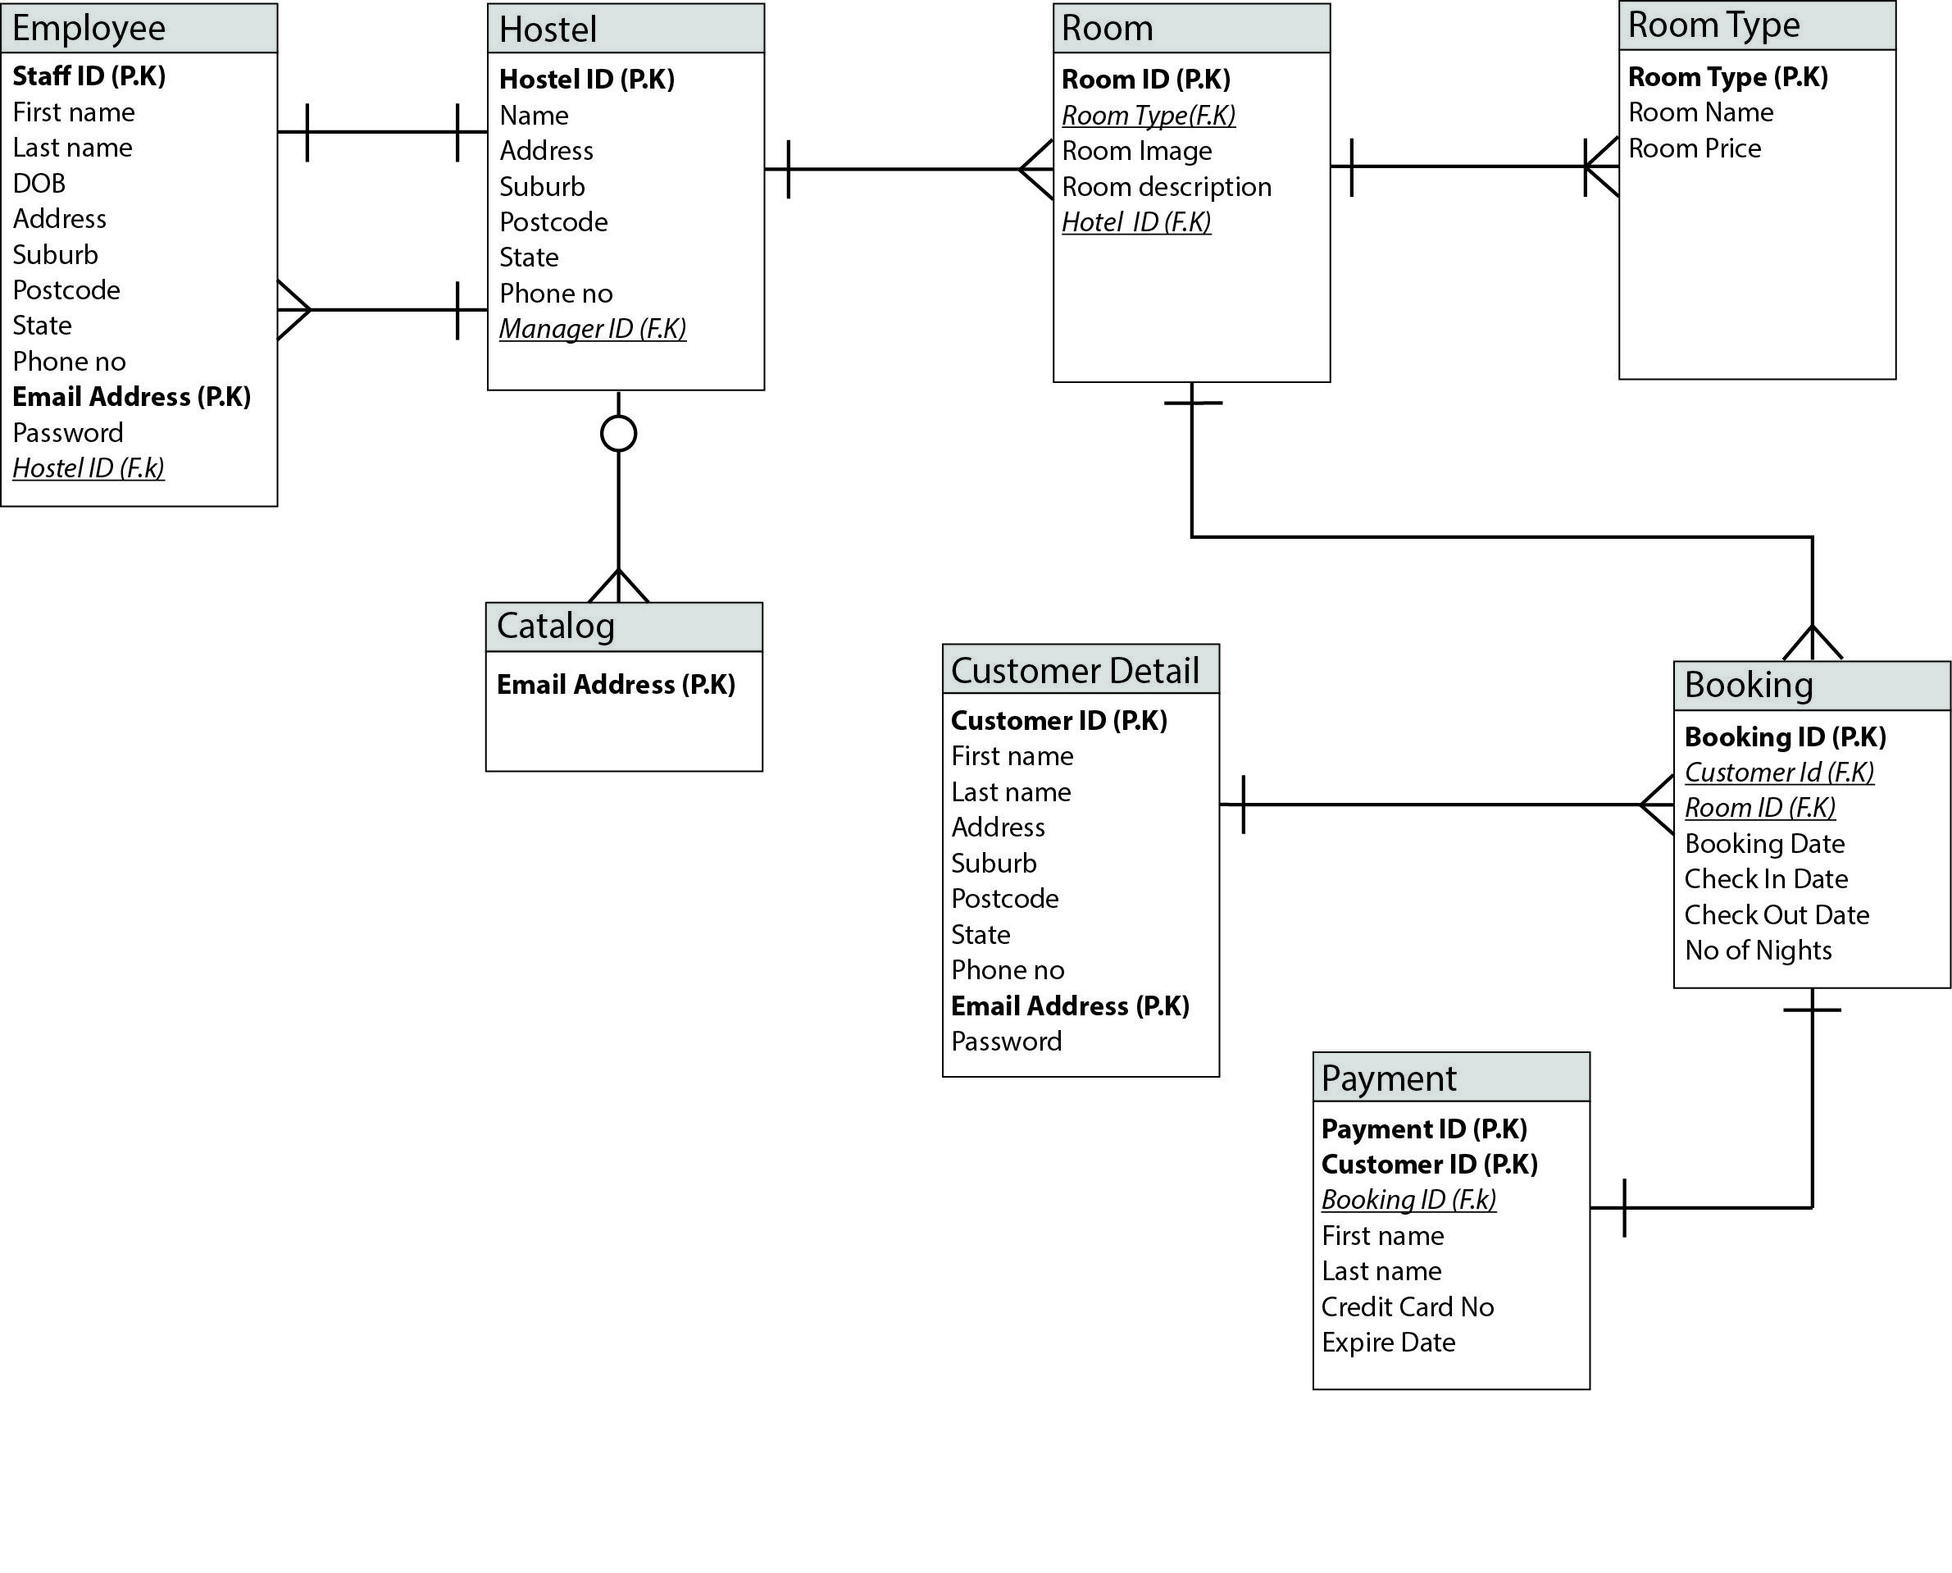 Employee
Staff ID (P.K)
First name
Last name
DOB
Address
Suburb
Postcode
State
Phone no
Email Address (P.K)
Password
Hostel ID (F.k)
Hostel
Hostel ID (P.K)
Name
Address
Suburb
Postcode
State
Phone no
Manager ID (F.K)
Room
Room ID (P.K)
Room Type(F.K)
Room Image
Room description
Hotel  ID (F.K)
Room Type
Room Type (P.K)
Room Name
Room Price
Catalog
Email Address (P.K)
Customer Detail
Customer ID (P.K)
First name
Last name
Address
Suburb
Postcode
State
Phone no
Email Address (P.K)
Password
Booking
Booking ID (P.K)
Customer Id (F.K)
Room ID (F.K)
Booking Date
Check In Date
Check Out Date
No of Nights
Payment
Payment ID (P.K)
Customer ID (P.K)
Booking ID (F.k)
First name
Last name
Credit Card No
Expire Date